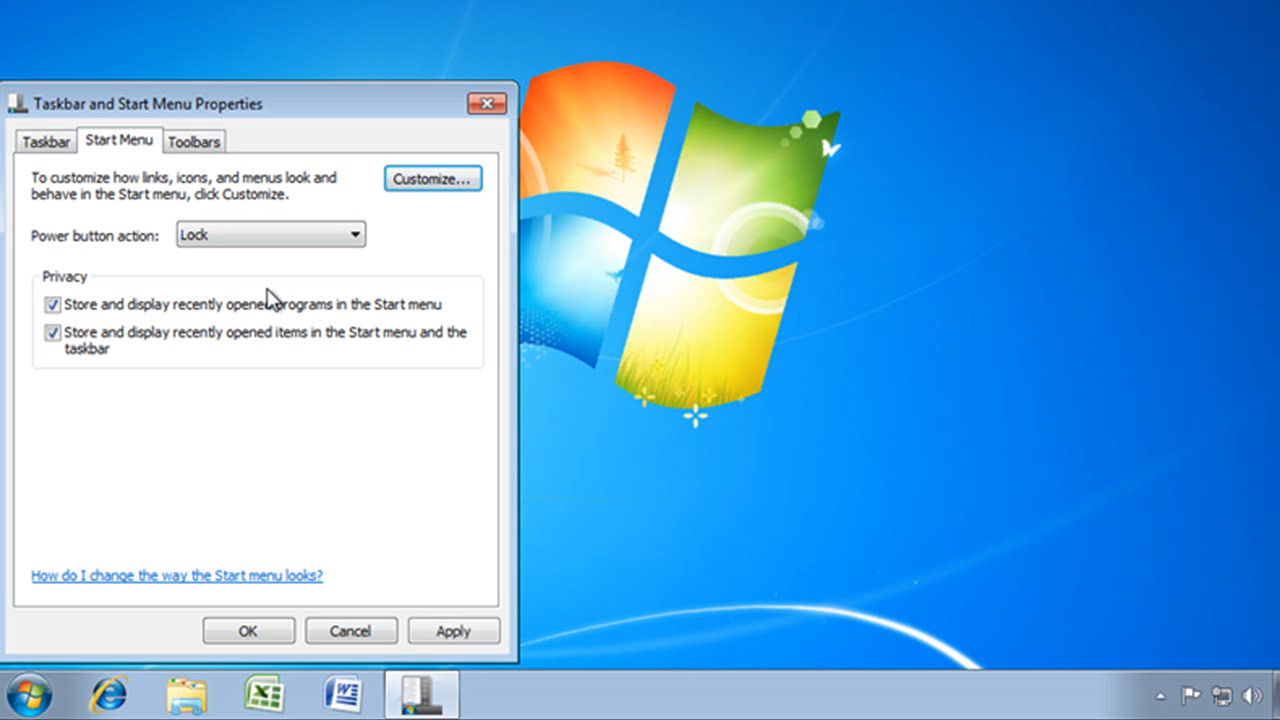 Taskbar and Start Menu Properties
Taskbar
Start Menu
Toolbars
To customize how links, icons, and menus look and
behave in the Start menu, click Customize.
Customize...
Power button action:
Lock
Privacy
Store and display recently opened programs in the Start menu
Store and display recently opened items in the Start menu and the
taskbar
How do I change the way the Start menu looks?
OK
Cancel
Apply